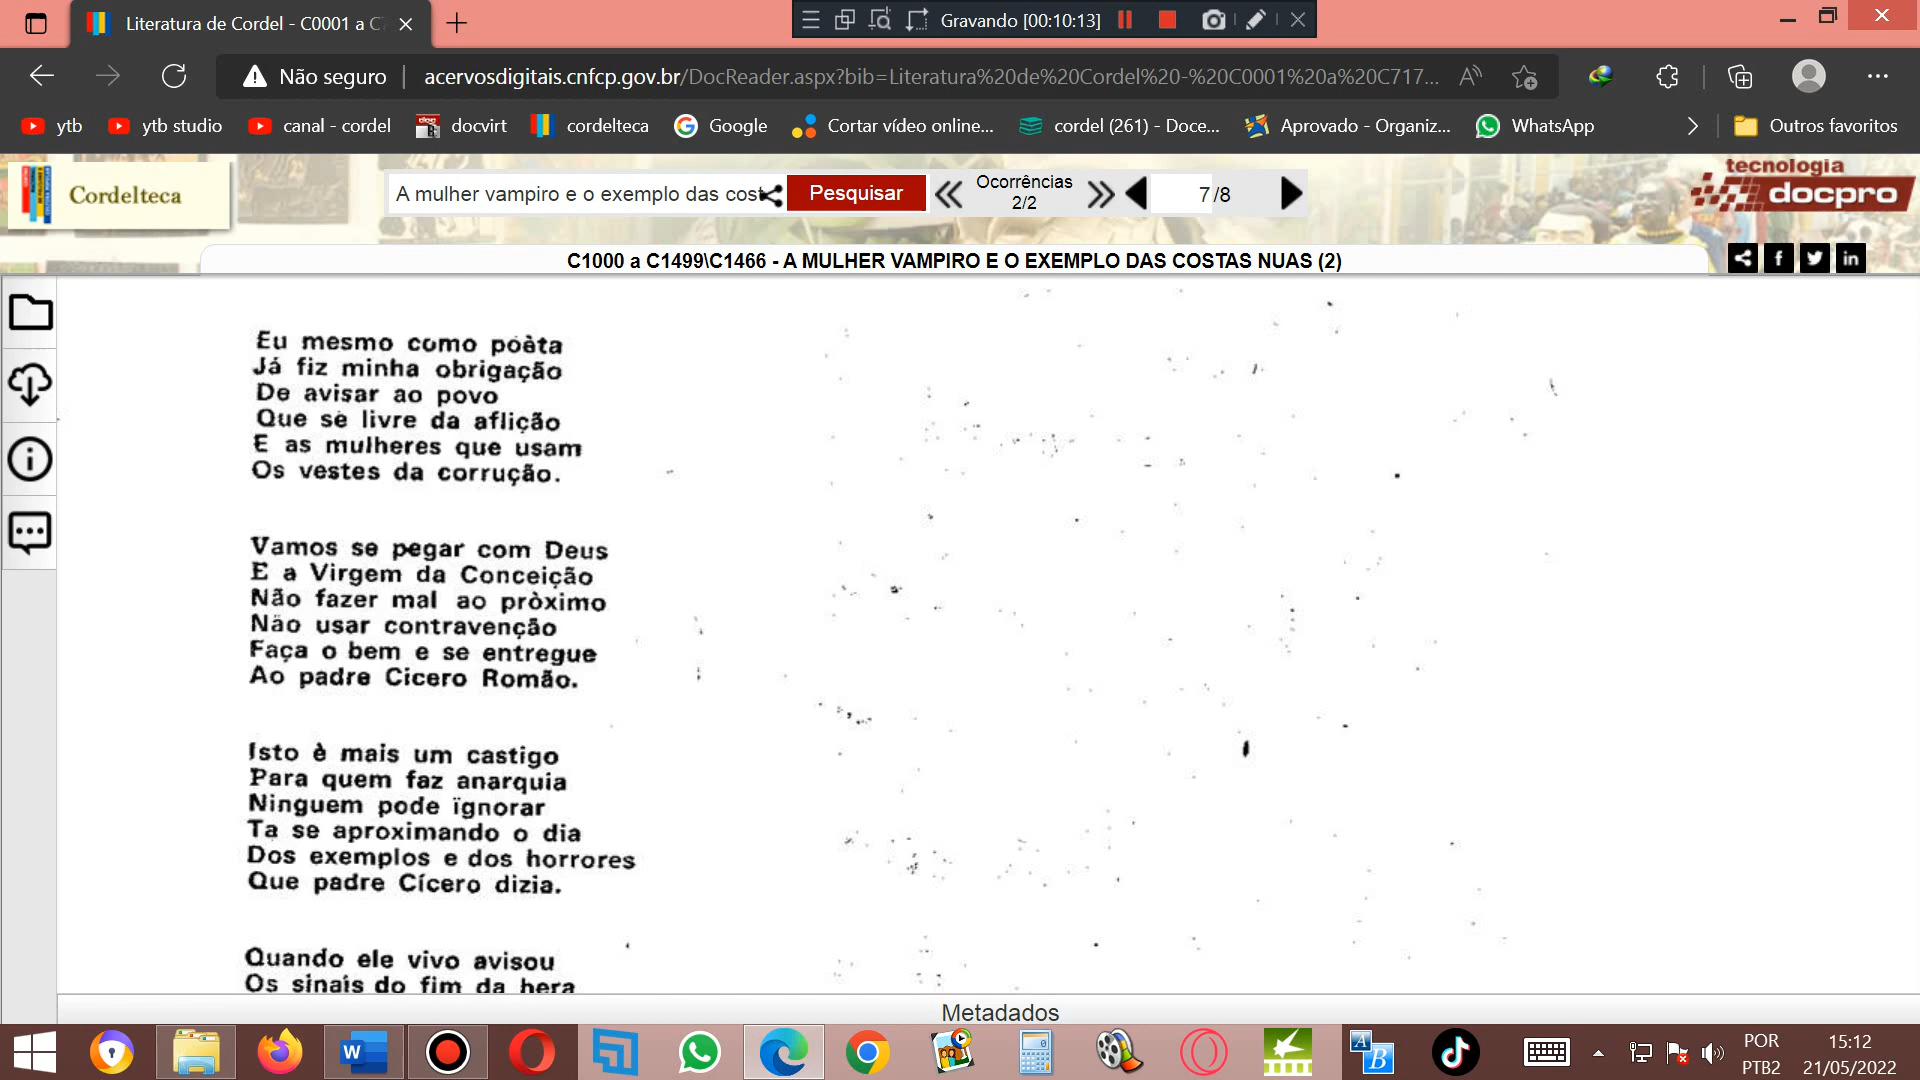 Literatura de Cordel - C0001 a C7
Gravando [00:10:13]
Não seguro
acervosdigitais.cnfcp.gov.br/DocReader.aspx?bib=Literatura%20de%20Cordel%20-%20C0001%20a%20C717...
ytb
ytb studio
canal - cordel
docvirt
cordelteca
Google
Cortar vídeo online...
cordel (261) - Doce...
Aprovado - Organiz...
WhatsApp
Outros favoritos
Cordelteca
A mulher vampiro e o exemplo das cost
Pesquisar
Ocorrências
2/2
7 /8
tecnologia
docpro
C1000 a C1499\C1466 - A MULHER VAMPIRO E O EXEMPLO DAS COSTAS NUAS (2)
Eu mesmo como poèta
Já fiz minha obrigação
De avisar ao povo
Que se livre da aflição
E as mulheres que usam
Os vestes da corrução.
Vamos se pegar com Deus
E a Virgem da Conceição
Não fazer mal ao pròximo
Não usar contravenção
Faça o bem e se entregue
Ao padre Cicero Romão.
Isto è mais um castigo
Para quem faz anarquia
Ninguem pode ignorar
Ta se aproximando o dia
Dos exemplos e dos horrores
Que padre Cícero dizia.
Quando ele vivo avisou
Os sinais do fim da hera
Metadados
POR
PTB2
15:12
21/05/2022